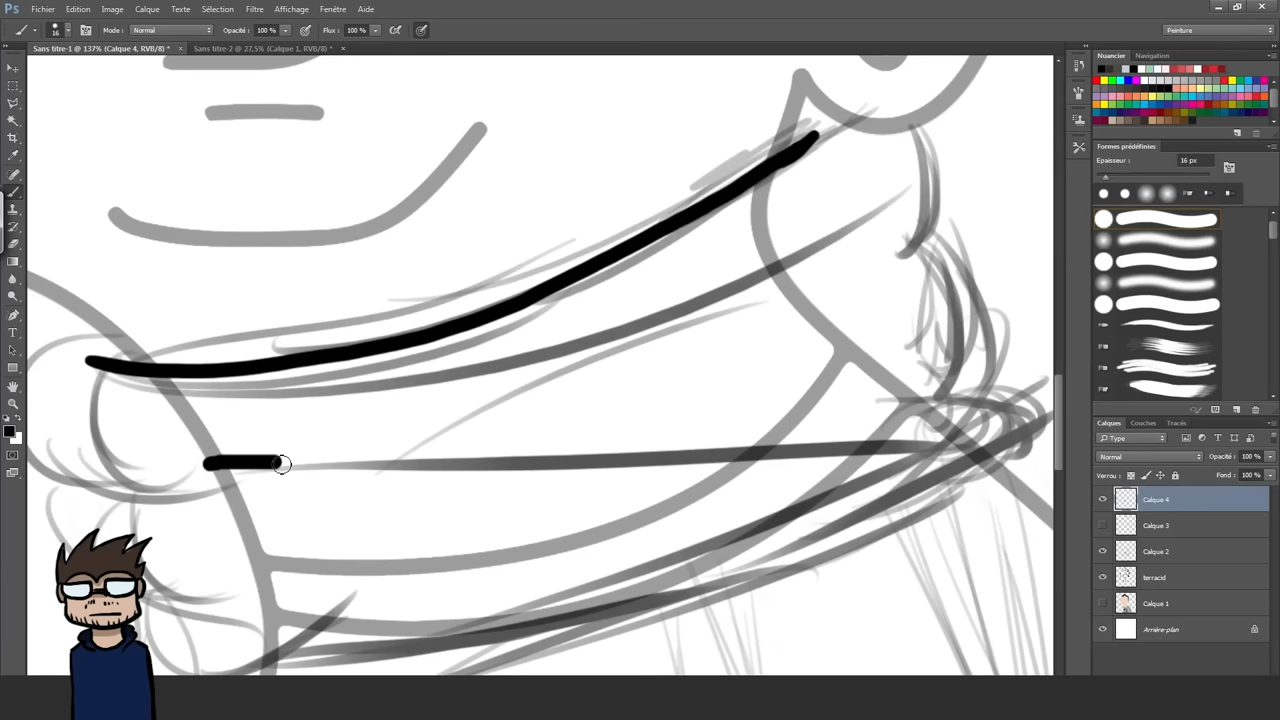 Ps Fichier Edition Image Calque Texte Sélection Filtre Affichage Fenêtre Aide
16 Mode : Normal Opacité : 100 % Flux : 100 % Peinture
Sans titre-1 @ 137% (Calque 4, RVB/8) * × Sans titre-2 @ 27,5% (Calque 1, RVB/8) * ×
Nuancier Navigation
Formes prédéfinies
Epaisseur : 16 px
Calques Couches Tracés
Type
Normal Opacité : 100 %
Verrou : Fond : 100 %
Calque 4
Calque 3
Calque 2
terracid
Calque 1
Arrière-plan